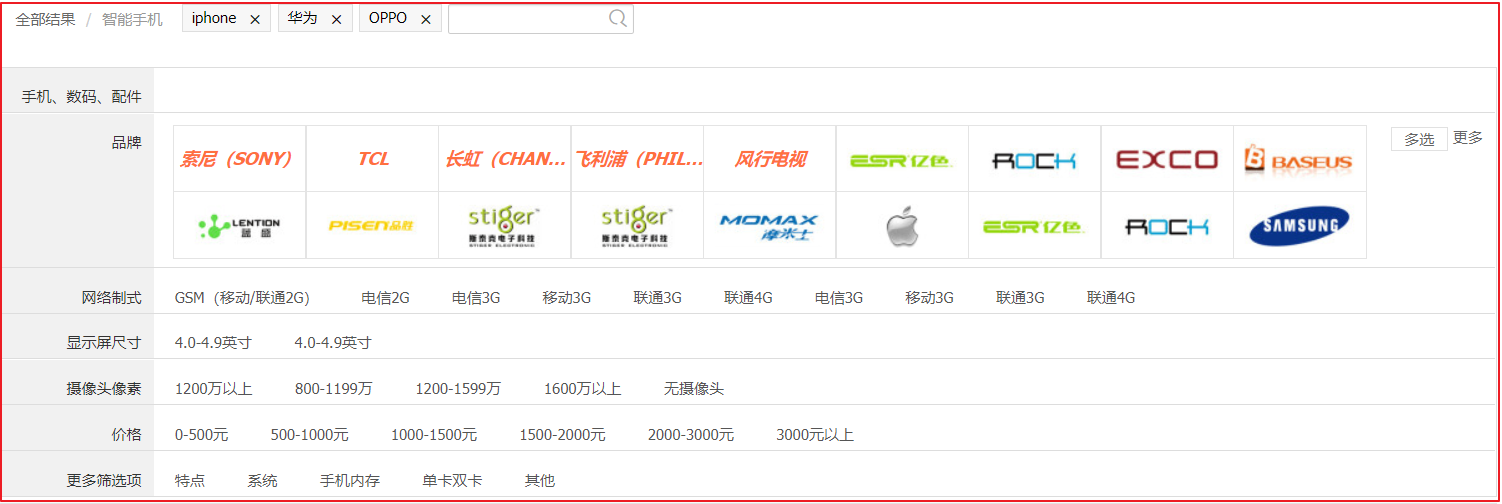 全部结果 / 智能手机 iphone × 华为 × OPPO ×
手机、数码、配件
品牌 索尼（SONY） TCL 长虹（CHAN... 飞利浦（PHIL... 风行电视 ESR亿色 ROCK EXCO BASEUS 多选 更多
LENTION 蓝盛 PISEN品胜 stiger 斯泰克电子科技 STIGER ELECTRONIC stiger 斯泰克电子科技 STIGER ELECTRONIC MOMAX 摩米士 ESR亿色 ROCK SAMSUNG
网络制式 GSM（移动/联通2G） 电信2G 电信3G 移动3G 联通3G 联通4G 电信3G 移动3G 联通3G 联通4G
显示屏尺寸 4.0-4.9英寸 4.0-4.9英寸
摄像头像素 1200万以上 800-1199万 1200-1599万 1600万以上 无摄像头
价格 0-500元 500-1000元 1000-1500元 1500-2000元 2000-3000元 3000元以上
更多筛选项 特点 系统 手机内存 单卡双卡 其他